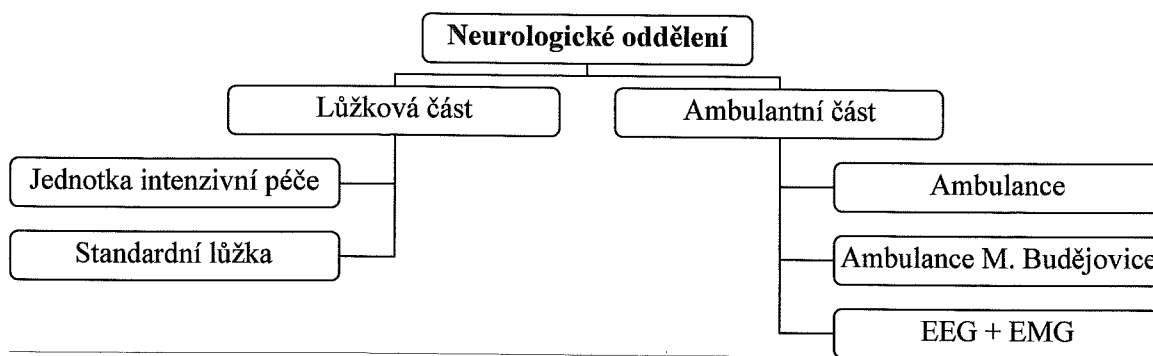 Neurologické oddělení
Lůžková část
Ambulantní část
Jednotka intenzivní péče
Ambulance
Standardní lůžka
Ambulance M. Budějovice
EEG + EMG